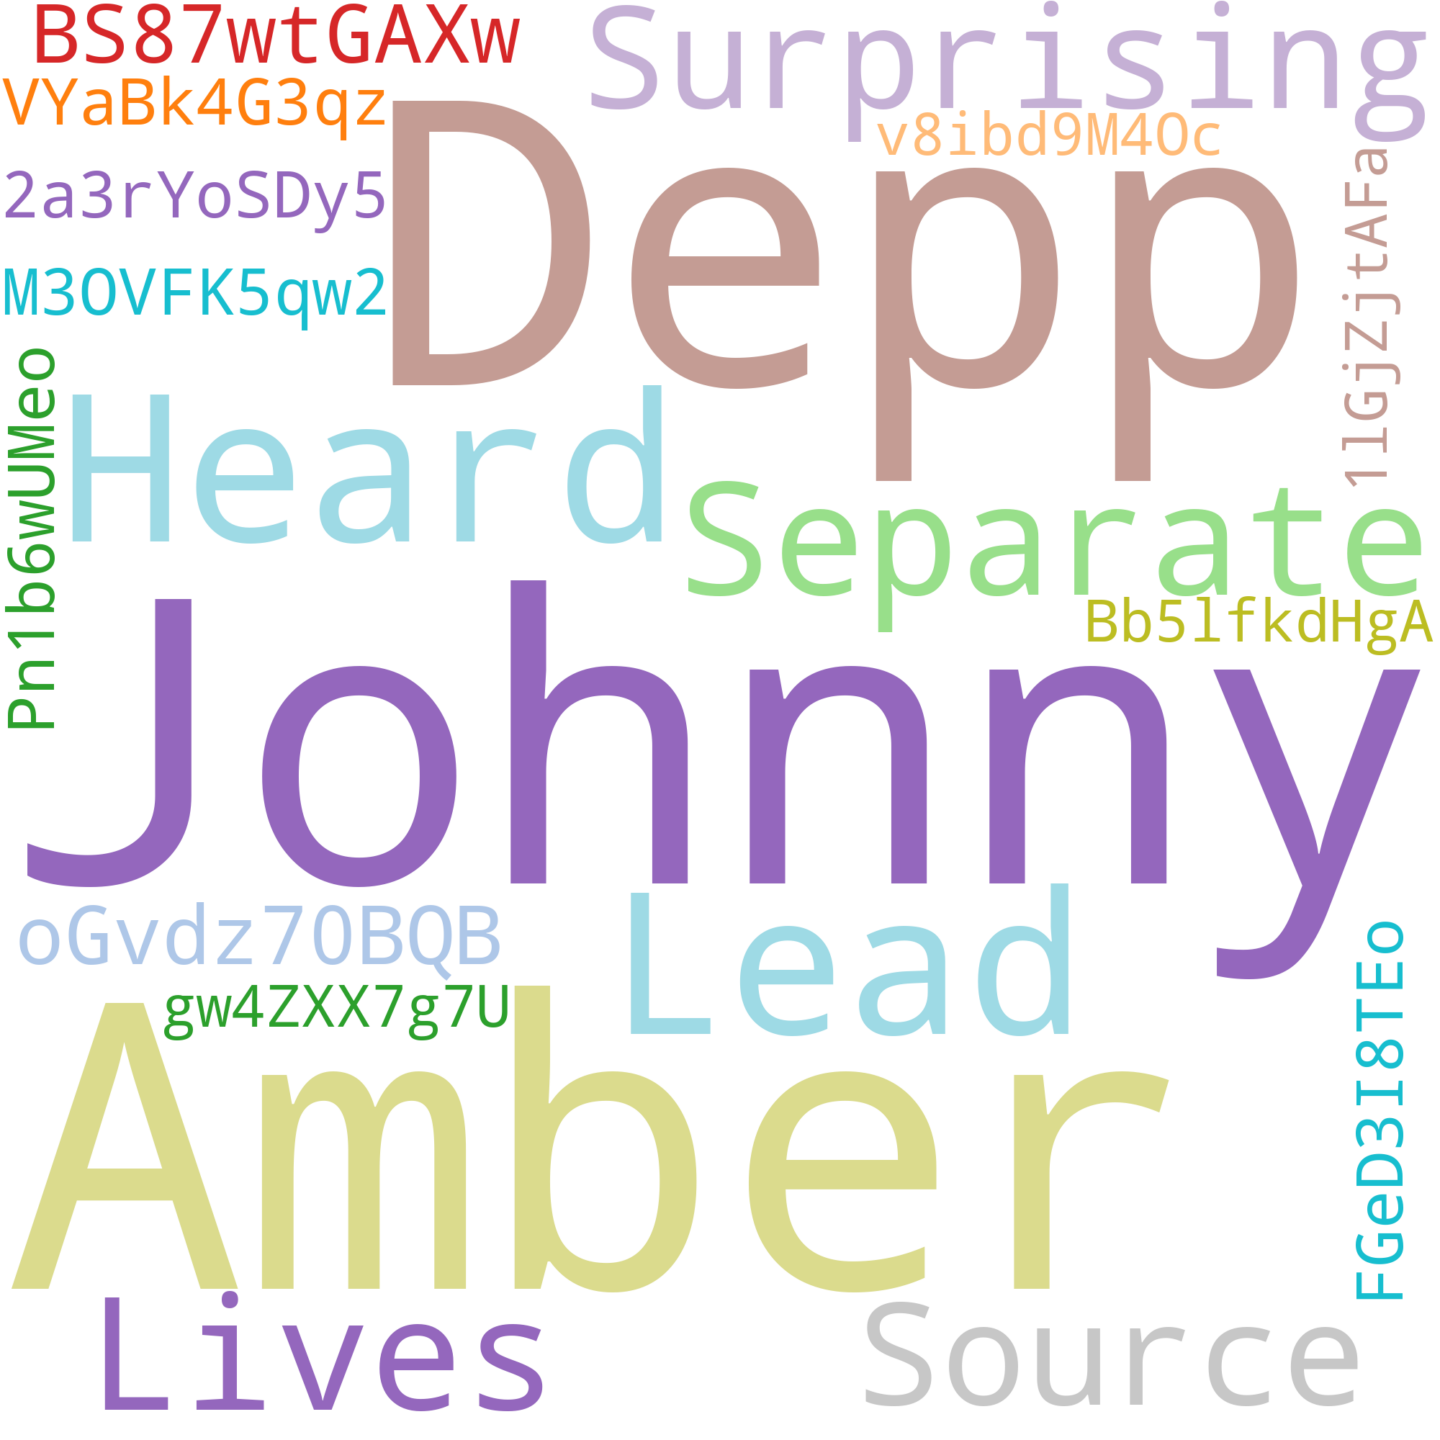 BS87wtGAXw
Surprising
VYaBk4G3qz
Depp
v8ibd9M4Oc
2a3rYoSDy5
1lGjZjtAFa
M3OVFK5qw2
Pn1b6wUMeo
Heard
Separate
Bb5lfkdHgA
Johnny
oGvdz70BQB
Lead
FGeD3I8TEo
gw4ZXX7g7U
Amber
Lives
Source